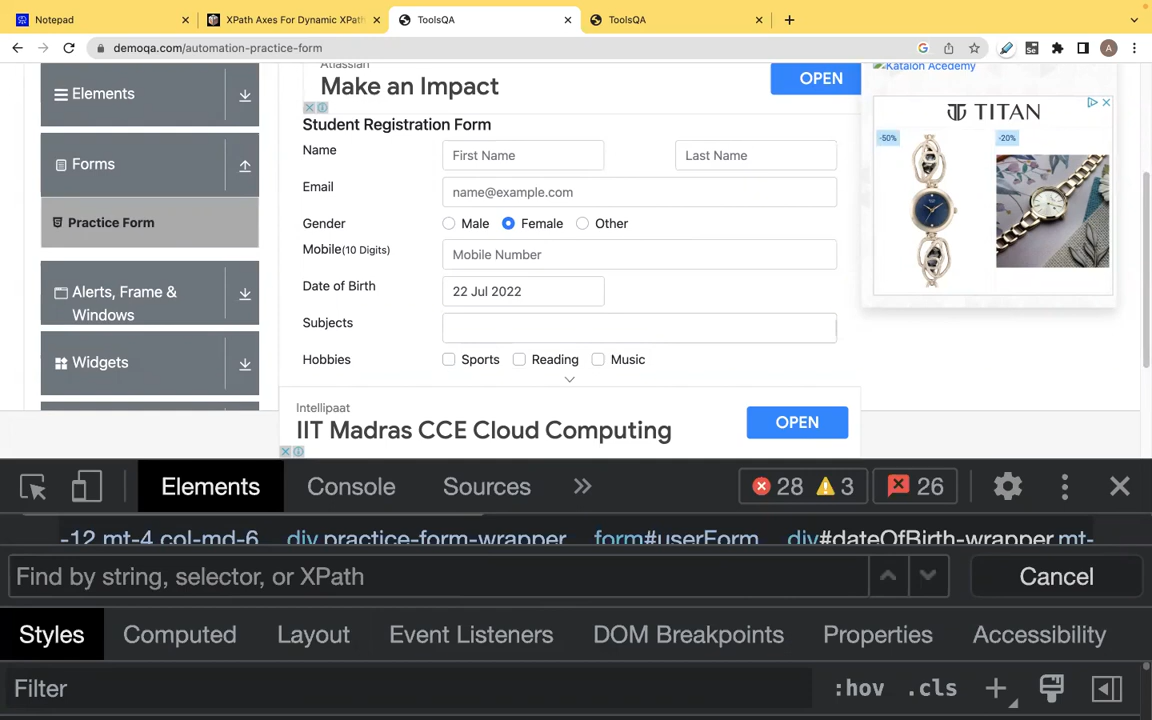 Notepad
XPath Axes For Dynamic XPath
ToolsQA
ToolsQA
demoqa.com/automation-practice-form
A
Elements
Forms
Practice Form
Alerts, Frame &
Windows
Widgets
Atlassian
Make an Impact
OPEN
Student Registration Form
Name
First Name
Last Name
Email
name@example.com
Gender
Male
Female
Other
Mobile(10 Digits)
Mobile Number
Date of Birth
22 Jul 2022
Subjects
Hobbies
Sports
Reading
Music
Intellipaat
IIT Madras CCE Cloud Computing
OPEN
Katalon Acedemy
TITAN
-50%
-20%
Elements
Console
Sources
28
3
26
-12.mt-4.col-md-6
div.practice-form-wrapper
form#userForm
div#dateOfBirth-wrapper.mt-
Find by string, selector, or XPath
Cancel
Styles
Computed
Layout
Event Listeners
DOM Breakpoints
Properties
Accessibility
Filter
:hov
.cls